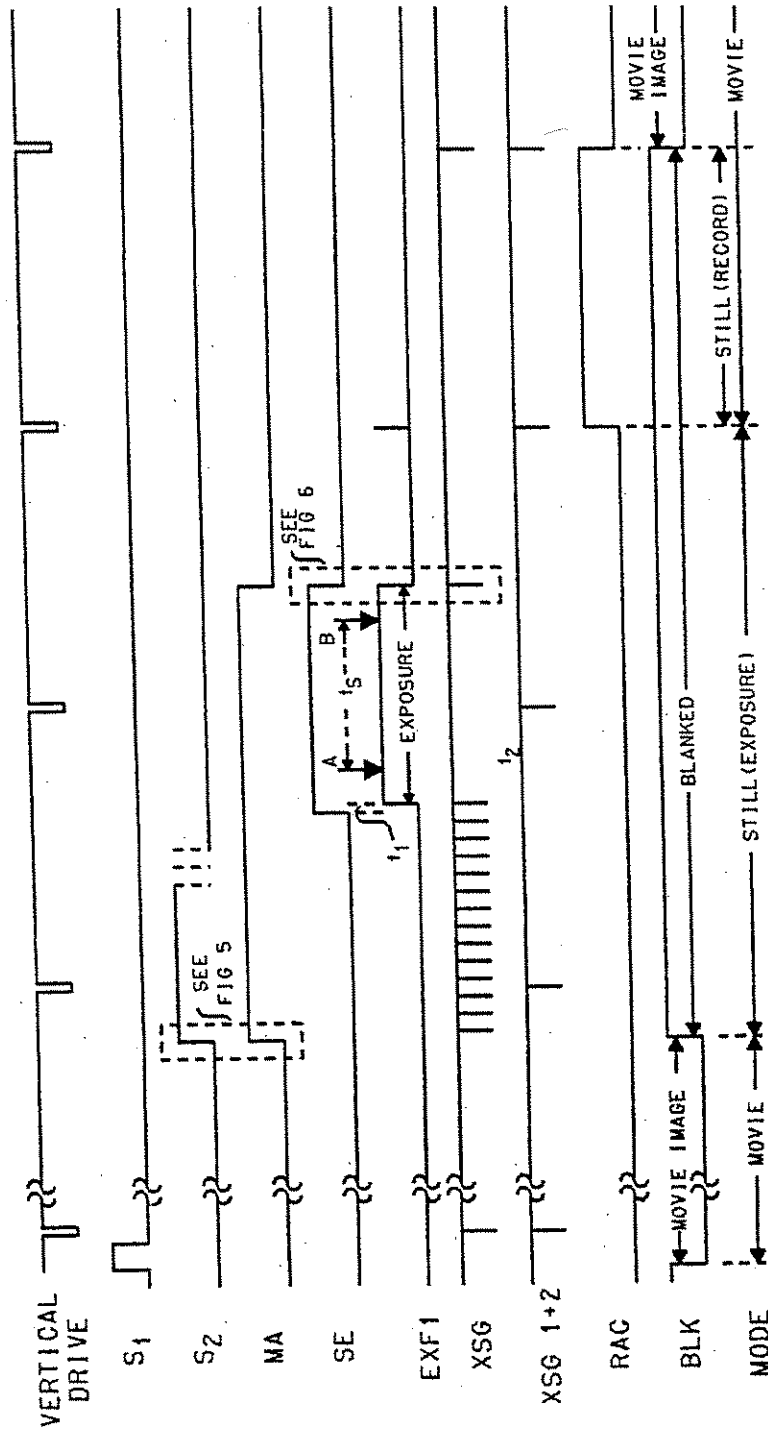 VERTICAL
DRIVE
S1
S2
SEE
FIG 5
MA
SE
SEE
FIG 6
t1
A
tS
B
EXF1
EXPOSURE
XSG
XSG 1+2
t2
RAC
BLK
MOVIE IMAGE
BLANKED
MOVIE
IMAGE
MODE
MOVIE
STILL(EXPOSURE)
STILL(RECORD)
MOVIE